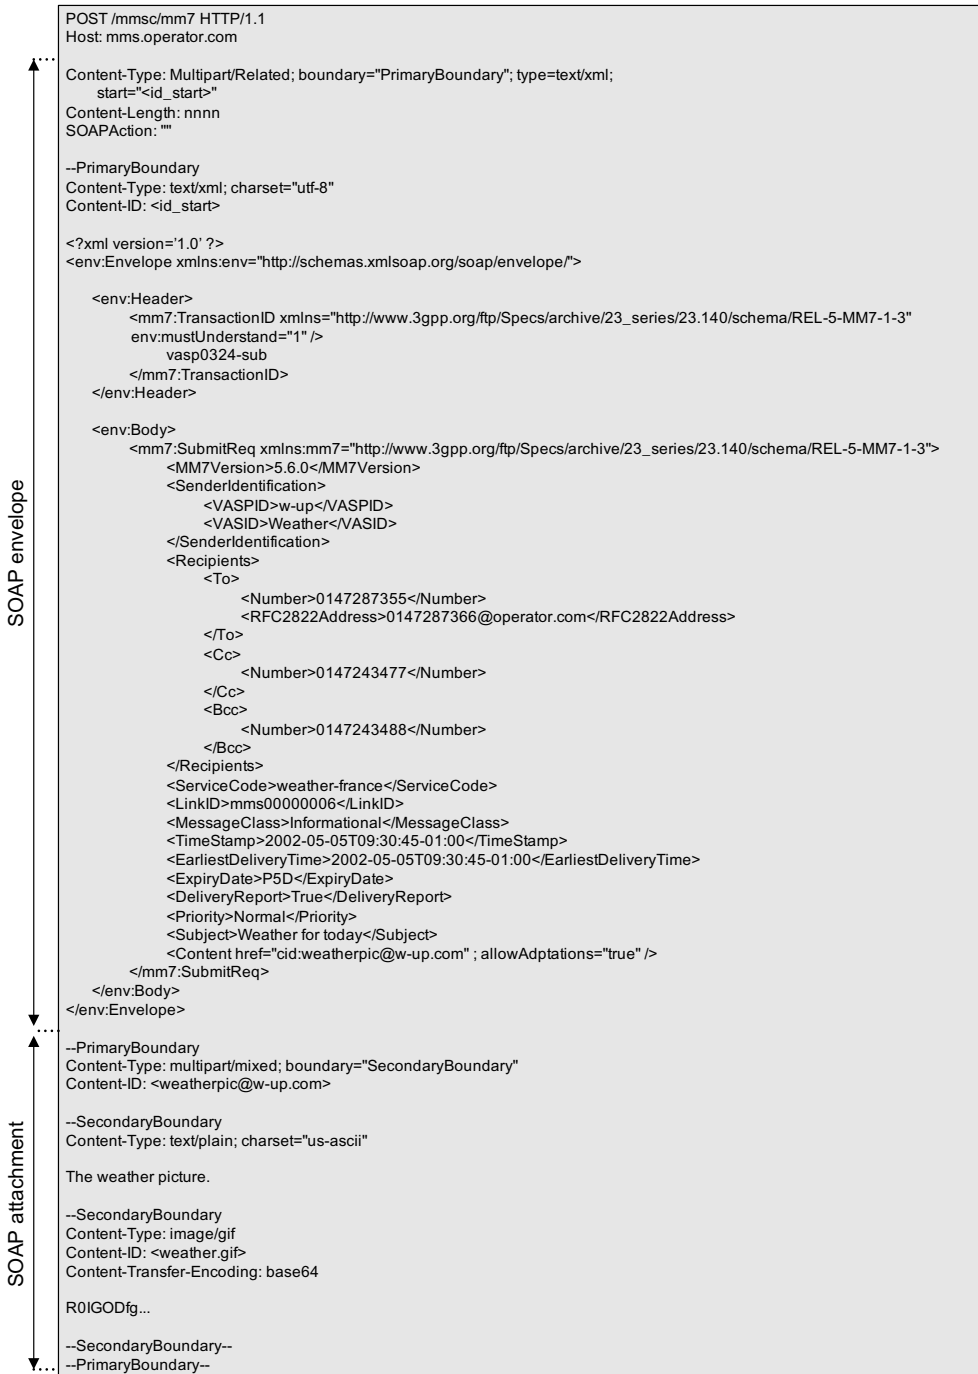 POST /mmsc/mm7 HTTP/1.1
Host: mms.operator.com
Content-Type: Multipart/Related; boundary="PrimaryBoundary"; type=text/xml;
start="<id_start>"
Content-Length: nnnn
SOAPAction: ""
--PrimaryBoundary
Content-Type: text/xml; charset="utf-8"
Content-ID: <id_start>
<?xml version='1.0' ?>
<env:Envelope xmlns:env="http://schemas.xmlsoap.org/soap/envelope/">
<env:Header>
<mm7:TransactionID xmlns="http://www.3gpp.org/ftp/Specs/archive/23_series/23.140/schema/REL-5-MM7-1-3"
env:mustUnderstand="1" />
vasp0324-sub
</mm7:TransactionID>
</env:Header>
<env:Body>
<mm7:SubmitReq xmlns:mm7="http://www.3gpp.org/ftp/Specs/archive/23_series/23.140/schema/REL-5-MM7-1-3">
<MM7Version>5.6.0</MM7Version>
<SenderIdentification>
<VASPID>w-up</VASPID>
<VASID>Weather</VASID>
</SenderIdentification>
<Recipients>
<To>
<Number>0147287355</Number>
<RFC2822Address>0147287366@operator.com</RFC2822Address>
</To>
<Cc>
<Number>0147243477</Number>
</Cc>
<Bcc>
<Number>0147243488</Number>
</Bcc>
</Recipients>
<ServiceCode>weather-france</ServiceCode>
<LinkID>mms00000006</LinkID>
<MessageClass>Informational</MessageClass>
<TimeStamp>2002-05-05T09:30:45-01:00</TimeStamp>
<EarliestDeliveryTime>2002-05-05T09:30:45-01:00</EarliestDeliveryTime>
<ExpiryDate>P5D</ExpiryDate>
<DeliveryReport>True</DeliveryReport>
<Priority>Normal</Priority>
<Subject>Weather for today</Subject>
<Content href="cid:weatherpic@w-up.com" ; allowAdptations="true" />
</mm7:SubmitReq>
</env:Body>
</env:Envelope>
SOAP envelope
--PrimaryBoundary
Content-Type: multipart/mixed; boundary="SecondaryBoundary"
Content-ID: <weatherpic@w-up.com>
--SecondaryBoundary
Content-Type: text/plain; charset="us-ascii"
The weather picture.
--SecondaryBoundary
Content-Type: image/gif
Content-ID: <weather.gif>
Content-Transfer-Encoding: base64
R0lGODfg...
--SecondaryBoundary--
--PrimaryBoundary--
SOAP attachment